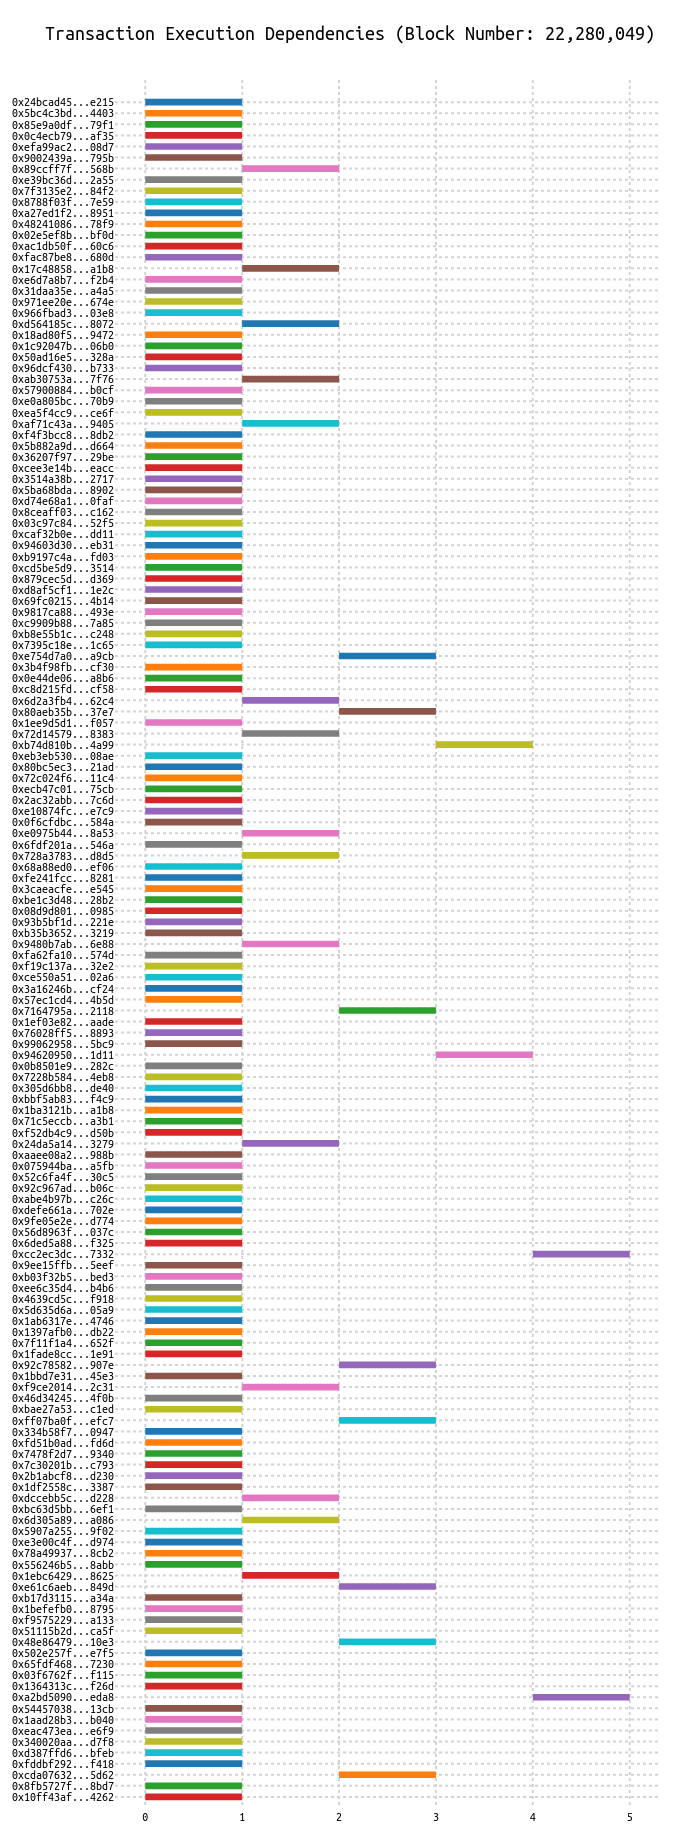 Transaction Execution Dependencies (Block Number: 22,280,049)
0x24bcad45...e215
0x5bc4c3bd...4403
0x85e9a0df...79f1
0x0c4ecb79...af35
0xefa99ac2...08d7
0x9002439a...795b
0x89ccff7f...568b
0xe39bc36d...2a55
0x7f3135e2...84f2
0x8788f03f...7e59
0xa27ed1f2...8951
0x48241086...78f9
0x02e5ef8b...bf0d
0xac1db50f...60c6
0xfac87be8...680d
0x17c48858...a1b8
0xe6d7a8b7...f2b4
0x31daa35e...a4a5
0x971ee20e...674e
0x966fbad3...03e8
0xd564185c...8072
0x18ad80f5...9472
0x1c92047b...06b0
0x50ad16e5...328a
0x96dcf430...b733
0xab30753a...7f76
0x57900884...b0cf
0xe0a805bc...70b9
0xea5f4cc9...ce6f
0xaf71c43a...9405
0xf4f3bcc8...8db2
0x5b882a9d...d664
0x36207f97...29be
0xcee3e14b...eacc
0x3514a38b...2717
0x5ba68bda...8902
0xd74e68a1...0faf
0x8ceaff03...c162
0x03c97c84...52f5
0xcaf32b0e...dd11
0x94603d30...eb31
0xb9197c4a...fd03
0xcd5be5d9...3514
0x879cec5d...d369
0xd8af5cf1...1e2c
0x69fc0215...4b14
0x9817ca88...493e
0xc9909b88...7a85
0xb8e55b1c...c248
0x7395c18e...1c65
0xe754d7a0...a9cb
0x3b4f98fb...cf30
0x0e44de06...a8b6
0xc8d215fd...cf58
0x6d2a3fb4...62c4
0x80aeb35b...37e7
0x1ee9d5d1...f057
0x72d14579...8383
0xb74d810b...4a99
0xeb3eb530...08ae
0x80bc5ec3...21ad
0x72c024f6...11c4
0xecb47c01...75cb
0x2ac32abb...7c6d
0xe10874fc...e7c9
0x0f6cfdbc...584a
0xe0975b44...8a53
0x6fdf201a...546a
0x728a3783...d8d5
0x68a88ed0...ef06
0xfe241fcc...8281
0x3caeacfe...e545
0xbe1c3d48...28b2
0x08d9d801...0985
0x93b5bf1d...221e
0xb35b3652...3219
0x9480b7ab...6e88
0xfa62fa10...574d
0xf19c137a...32e2
0xce550a51...02a6
0x3a16246b...cf24
0x57ec1cd4...4b5d
0x7164795a...2118
0x1ef03e82...aade
0x76028ff5...8893
0x99062958...5bc9
0x94620950...1d11
0x0b8501e9...282c
0x7228b584...4eb8
0x305d6bb8...de40
0xbbf5ab83...f4c9
0x1ba3121b...a1b8
0x71c5eccb...a3b1
0xf52db4c9...d50b
0x24da5a14...3279
0xaaee08a2...988b
0x075944ba...a5fb
0x52c6fa4f...30c5
0x92c967ad...b06c
0xabe4b97b...c26c
0xdefe661a...702e
0x9fe05e2e...d774
0x56d8963f...037c
0x6ded5a88...f325
0xcc2ec3dc...7332
0x9ee15ffb...5eef
0xb03f32b5...bed3
0xee6c35d4...b4b6
0x4639cd5c...f918
0x5d635d6a...05a9
0x1ab6317e...4746
0x1397afb0...db22
0x7f11f1a4...652f
0x1fade8cc...1e91
0x92c78582...907e
0x1bbd7e31...45e3
0xf9ce2014...2c31
0x46d34245...4f0b
0xbae27a53...c1ed
0xff07ba0f...efc7
0x334b58f7...0947
0xfd51b0ad...fd6d
0x7478f2d7...9340
0x7c30201b...c793
0x2b1abcf8...d230
0x1df2558c...3387
0xdccebb5c...d228
0xbc63d5bb...6ef1
0x6d305a89...a086
0x5907a255...9f02
0xe3e00c4f...d974
0x78a49937...8cb2
0x556246b5...8abb
0x1ebc6429...8625
0xe61c6aeb...849d
0xb17d3115...a34a
0x1befefb0...8795
0xf9575229...a133
0x51115b2d...ca5f
0x48e86479...10e3
0x502e257f...e7f5
0x65fdf468...7230
0x03f6762f...f115
0x1364313c...f26d
0xa2bd5090...eda8
0x54457038...13cb
0x1aad28b3...b040
0xeac473ea...e6f9
0x340020aa...d7f8
0xd387ffd6...bfeb
0xfddbf292...f418
0xcda07632...5d62
0x8fb5727f...8bd7
0x10ff43af...4262
0 1 2 3 4 5